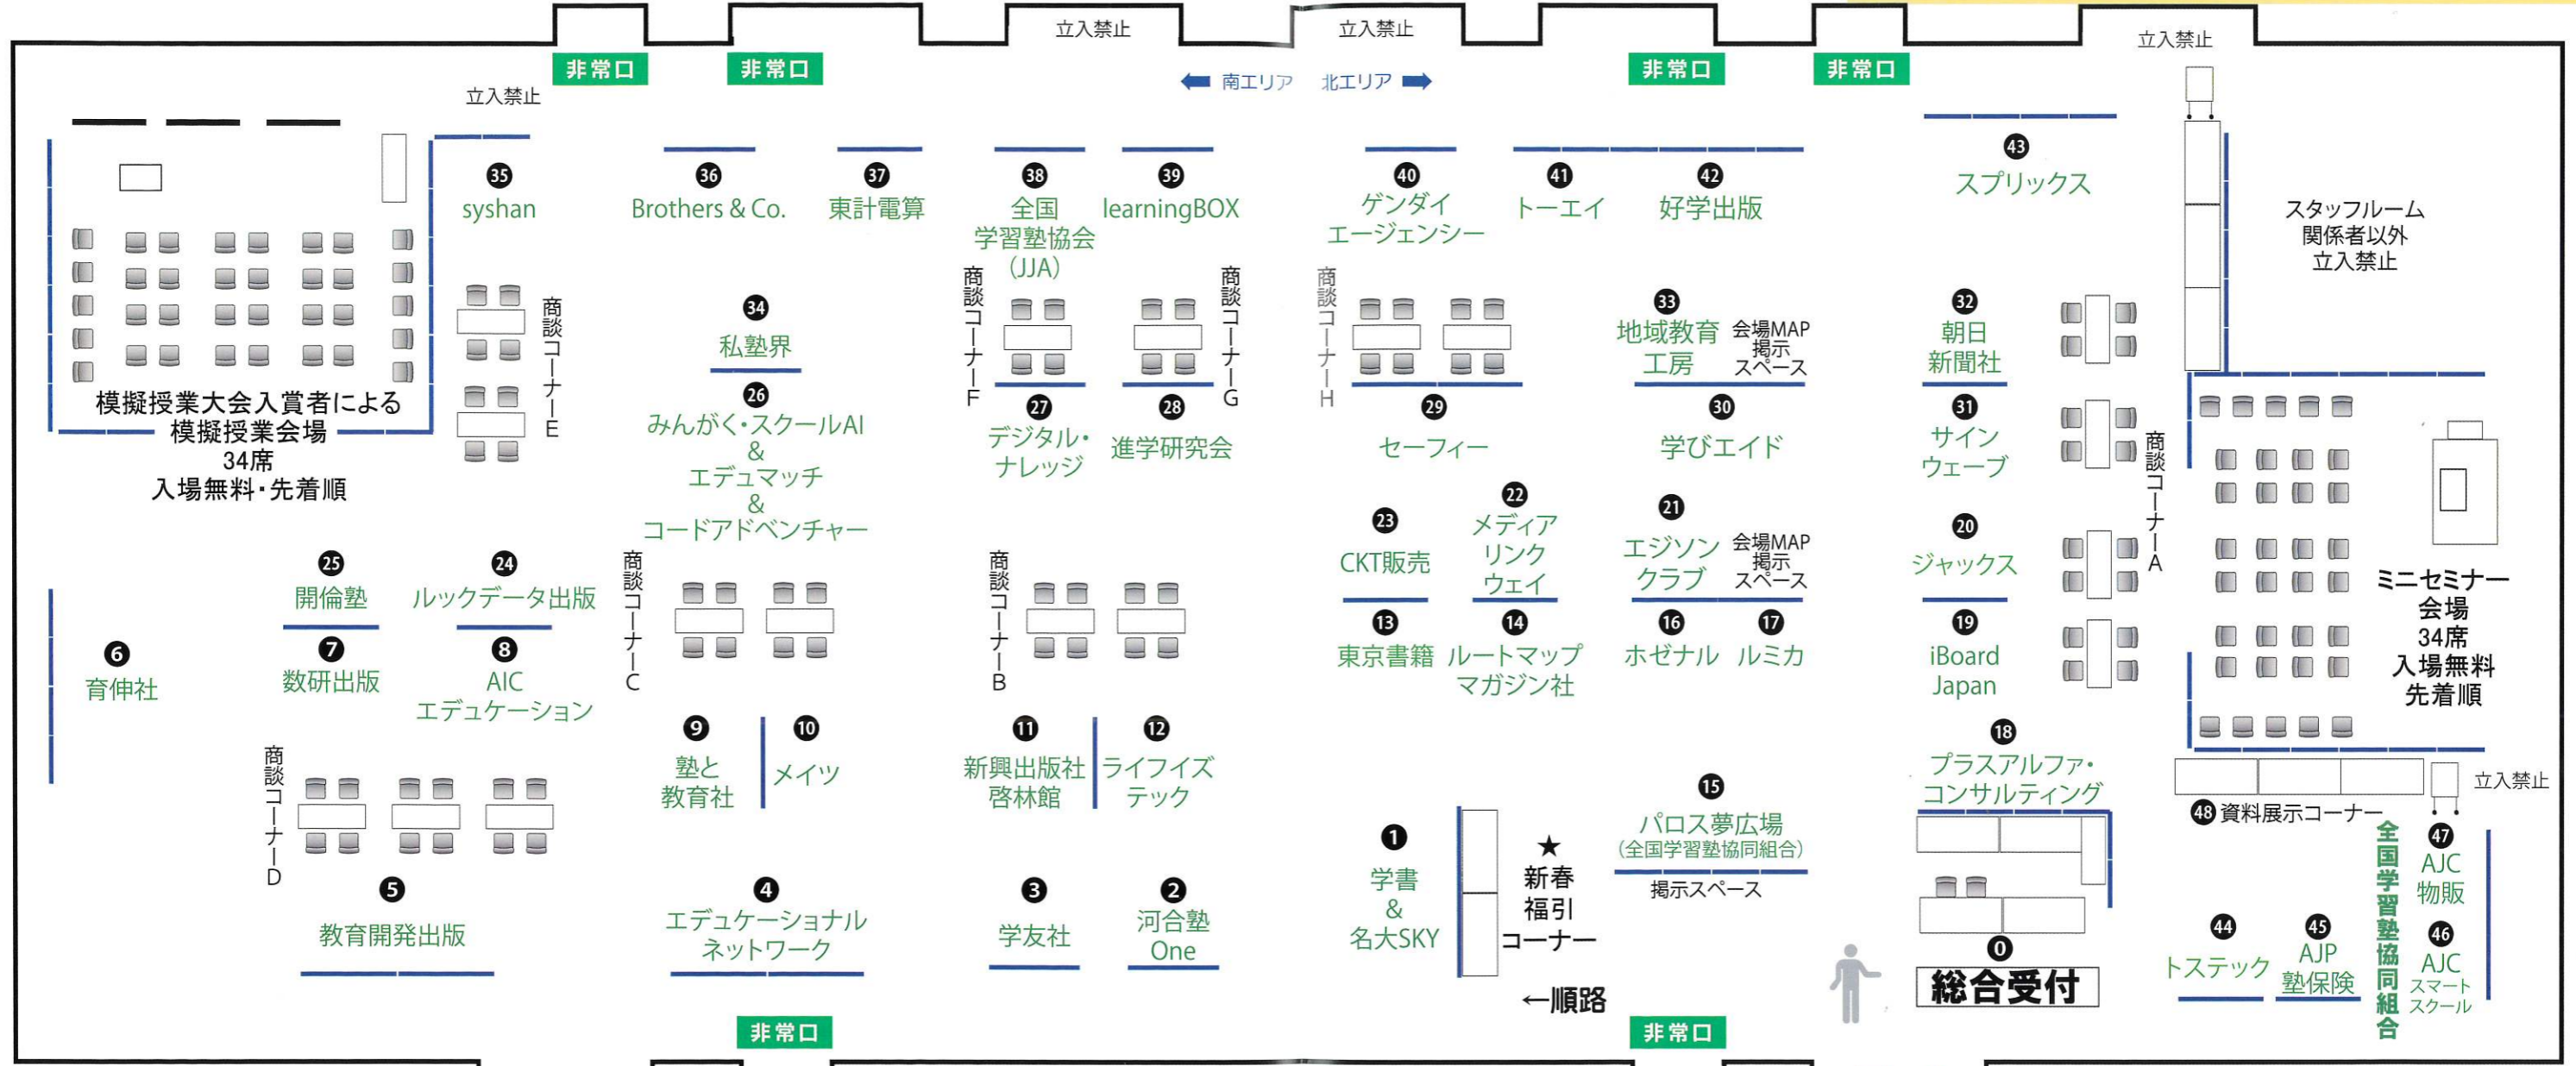 立入禁止
立入禁止
立入禁止
非常口
非常口
← 南エリア
北エリア →
非常口
非常口
立入禁止
35
syshan
36
Brothers & Co.
37
東計電算
38
全国
学習塾協会
(JJA)
39
learningBOX
40
ゲンダイ
エージェンシー
41
トーエイ
42
好学出版
43
スプリックス
スタッフルーム
関係者以外
立入禁止
模擬授業大会入賞者による
模擬授業会場
34席
入場無料・先着順
商談コーナーE
34
私塾界
26
みんがく・スクールAI
&
エデュマッチ
&
コードアドベンチャー
商談コーナーF
商談コーナーG
商談コーナーH
27
デジタル・
ナレッジ
28
進学研究会
29
セーフィー
33
地域教育
工房
会場MAP
掲示
スペース
30
学びエイド
32
朝日
新聞社
31
サイン
ウェーブ
商談コーナーA
25
開倫塾
24
ルックデータ出版
商談コーナーC
商談コーナーB
23
CKT販売
22
メディア
リンク
ウェイ
21
エジソン
クラブ
会場MAP
掲示
スペース
20
ジャックス
ミニセミナー
会場
34席
入場無料
先着順
6
育伸社
7
数研出版
8
AIC
エデュケーション
13
東京書籍
14
ルートマップ
マガジン社
16
ホゼナル
17
ルミカ
19
iBoard
Japan
商談コーナーD
9
塾と
教育社
10
メイツ
11
新興出版社
啓林館
12
ライフイズ
テック
15
パロス夢広場
(全国学習塾協同組合)
掲示スペース
18
プラスアルファ・
コンサルティング
立入禁止
48 資料展示コーナー
5
教育開発出版
4
エデュケーショナル
ネットワーク
3
学友社
2
河合塾
One
1
学書
&
名大SKY
★
新春
福引
コーナー
←順路
0
総合受付
44
トステック
45
AJP
塾保険
全国学習塾協同組合
47
AJC
物販
46
AJC
スマート
スクール
非常口
非常口